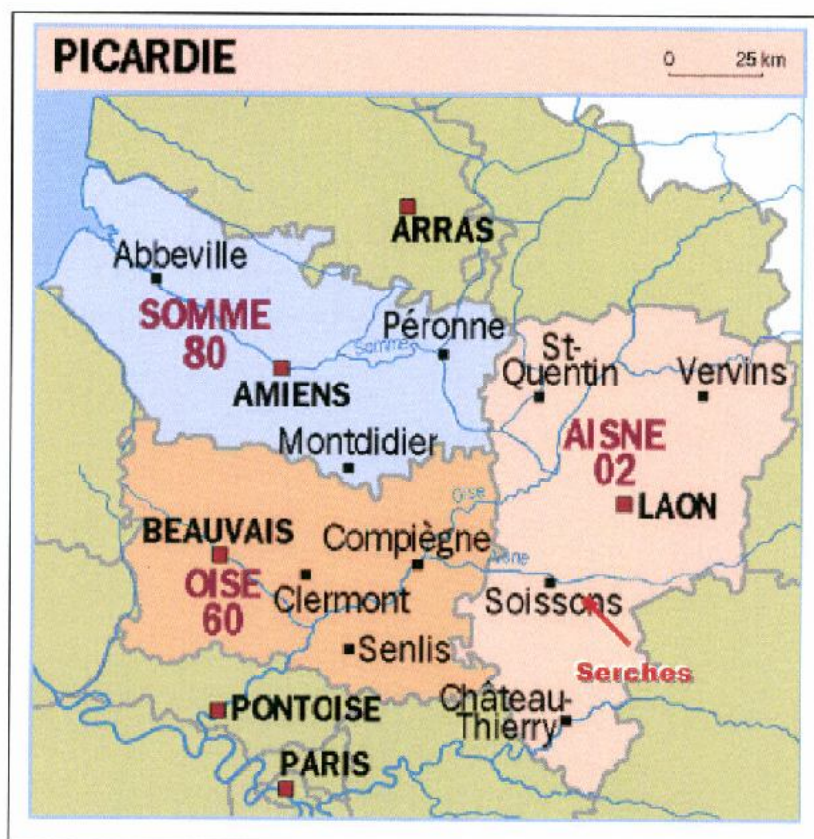 PICARDIE
0 25 km
ARRAS
Abbeville
SOMME
80
Péronne
Somme
St-
Quentin
Vervins
AMIENS
Montdidier
AISNE
02
LAON
Oise
BEAUVAIS
Compiègne
Aisne
OISE
60
Clermont
Soissons
Senlis
Serches
PONTOISE
Château-
Thierry
PARIS